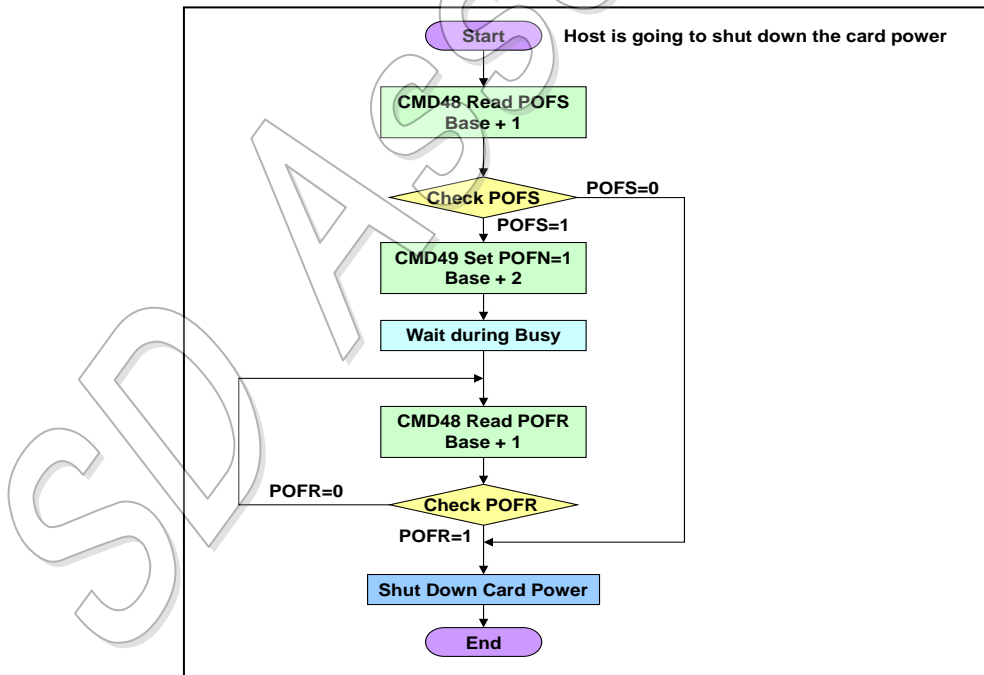 Start
Host is going to shut down the card power
CMD48 Read POFS
Base + 1
Check POFS
POFS=0
POFS=1
CMD49 Set POFN=1
Base + 2
Wait during Busy
CMD48 Read POFR
Base + 1
POFR=0
Check POFR
POFR=1
Shut Down Card Power
End